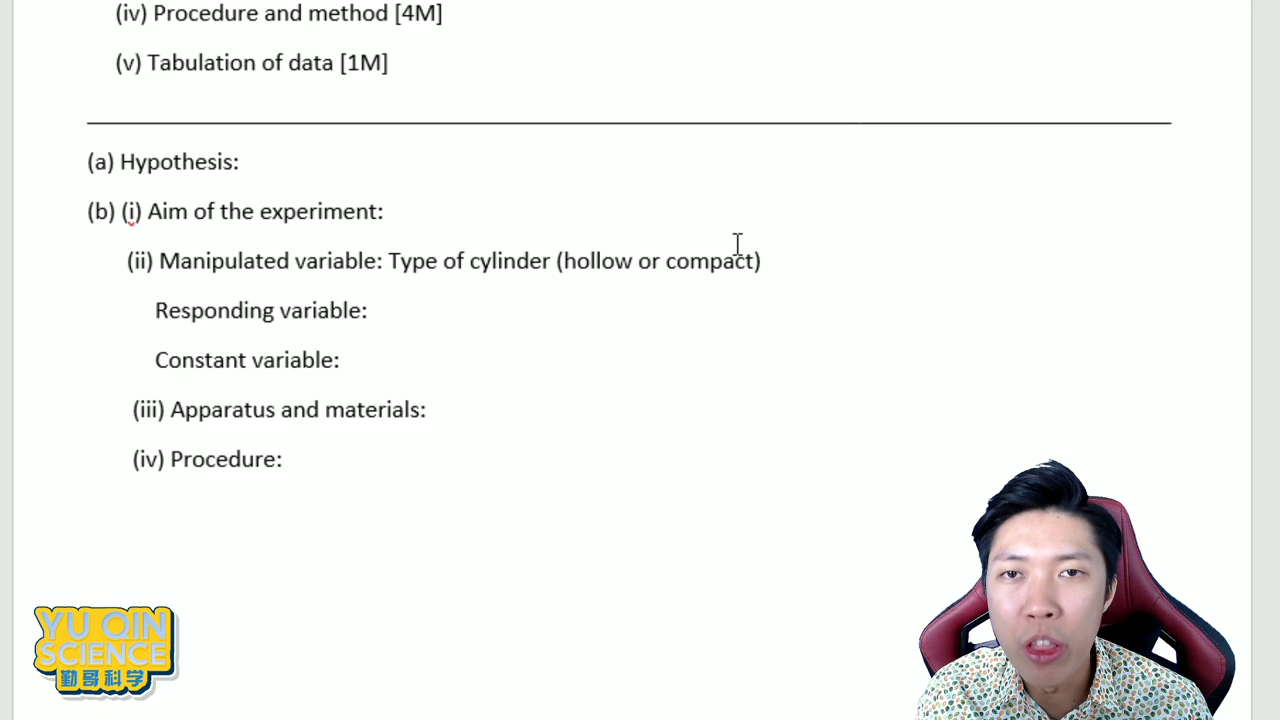 (iv) Procedure and method [4M]
(v) Tabulation of data [1M]
(a) Hypothesis:
(b) (i) Aim of the experiment:
(ii) Manipulated variable: Type of cylinder (hollow or compact)
Responding variable:
Constant variable:
(iii) Apparatus and materials:
(iv) Procedure:
YU QIN
SCIENCE
勤哥科学